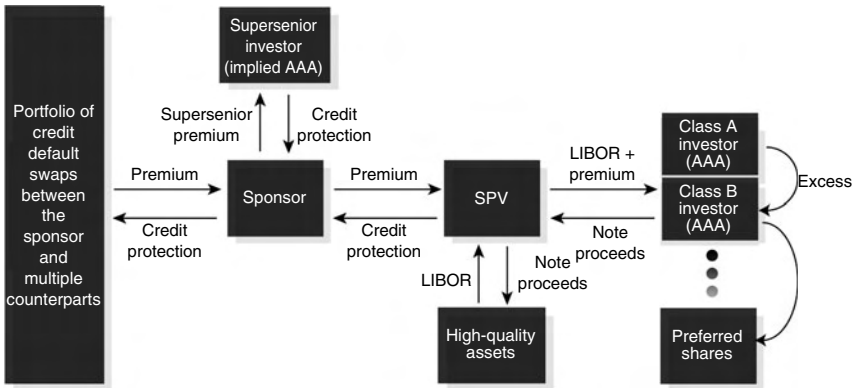 Portfolio of
credit
default
swaps
between
the
sponsor
and
multiple
counterparts
Supersenior
investor
(implied AAA)
Supersenior
premium
Credit
protection
Premium
Credit
protection
Sponsor
Premium
Credit
protection
SPV
LIBOR +
premium
Note
proceeds
LIBOR
Note
proceeds
High-quality
assets
Class A
investor
(AAA)
Class B
investor
(AAA)
Excess
Preferred
shares